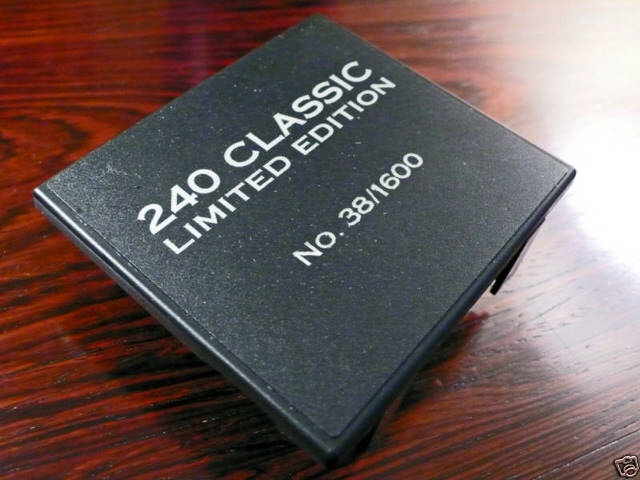 240 CLASSIC
LIMITED EDITION
No. 38/1600